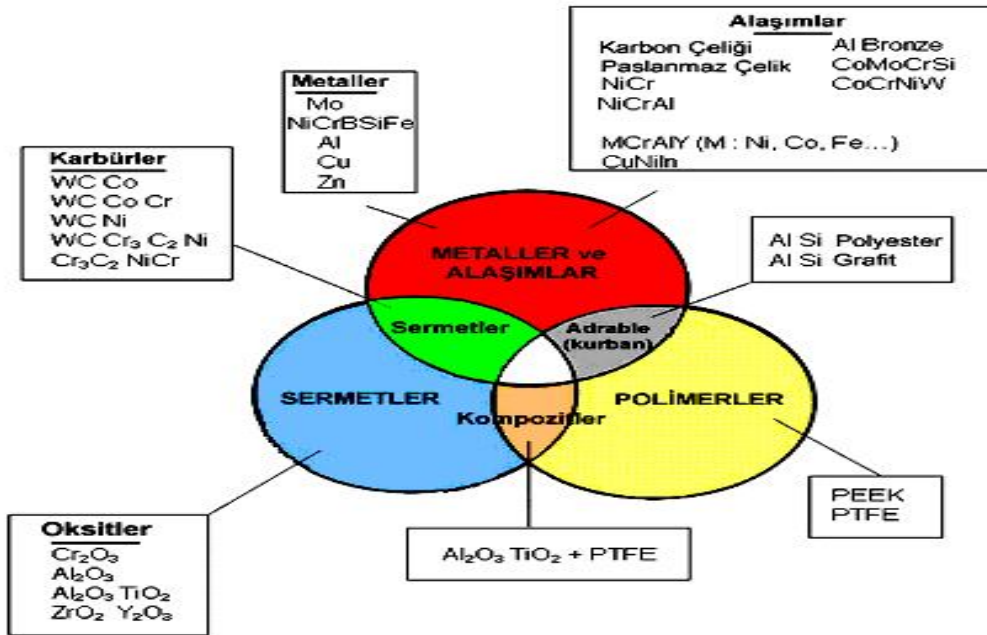 Alaşımlar
Karbon Çeliği Al Bronze
Paslanmaz Çelik CoMoCrSi
NiCr CoCrNiW
NiCrAl
MCrAlY (M : Ni, Co, Fe...)
CuNiIn
Metaller
Mo
NiCrBSiFe
Al
Cu
Zn
Karbürler
WC Co
WC Co Cr
WC Ni
WC Cr₃ C₂ Ni
Cr₃C₂ NiCr
METALLER ve
ALAŞIMLAR
Al Si Polyester
Al Si Grafit
Sermetler
Adrable
(kurban)
SERMETLER
POLİMERLER
Kompozitler
PEEK
PTFE
Oksitler
Cr₂O₃
Al₂O₃
Al₂O₃ TiO₂
ZrO₂ Y₂O₃
Al₂O₃ TiO₂ + PTFE